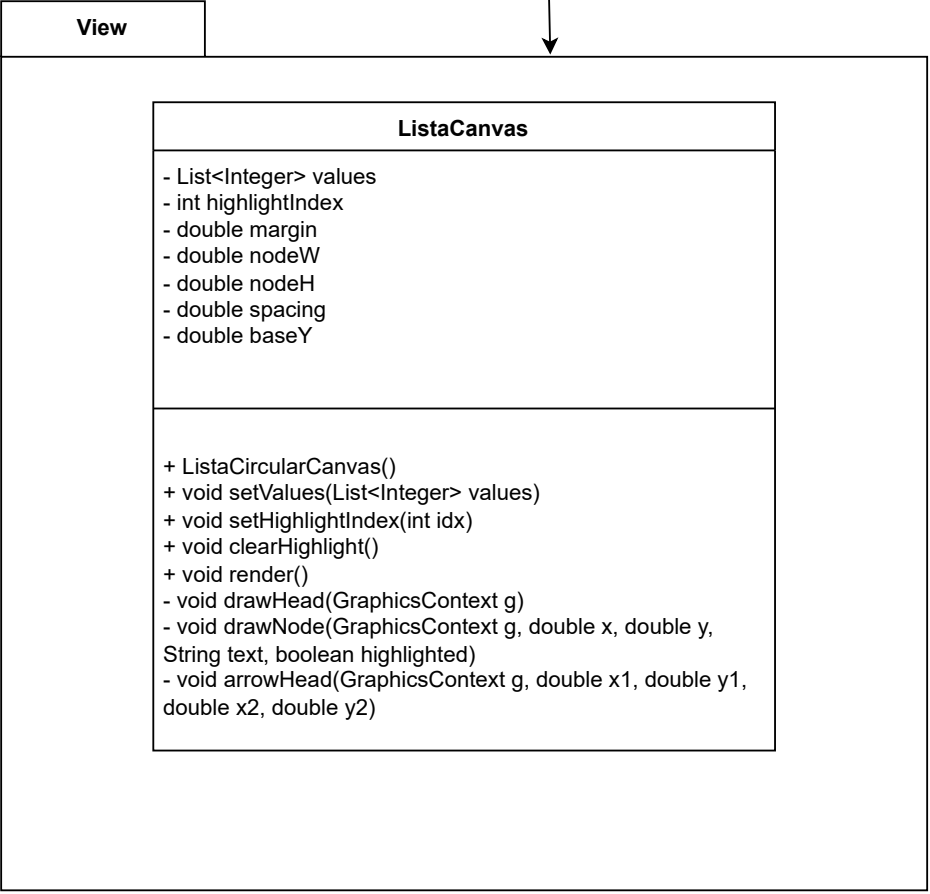 View
ListaCanvas
- List<Integer> values
- int highlightIndex
- double margin
- double nodeW
- double nodeH
- double spacing
- double baseY
+ ListaCircularCanvas()
+ void setValues(List<Integer> values)
+ void setHighlightIndex(int idx)
+ void clearHighlight()
+ void render()
- void drawHead(GraphicsContext g)
- void drawNode(GraphicsContext g, double x, double y,
String text, boolean highlighted)
- void arrowHead(GraphicsContext g, double x1, double y1,
double x2, double y2)